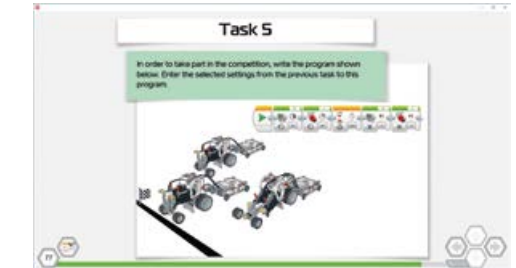 Task 5
In order to take part in the competition, write the program shown
below. Enter the selected settings from the previous task to this
program.